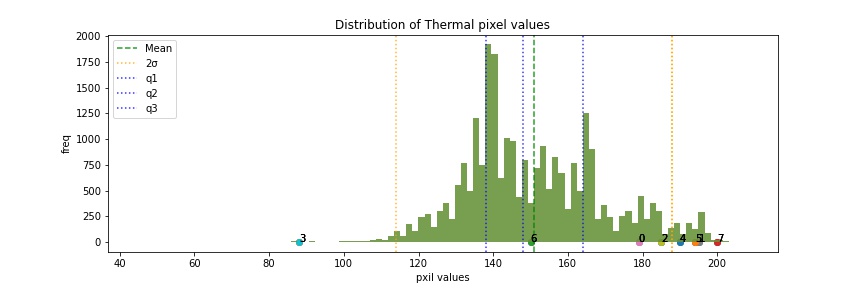 Distribution of Thermal pixel values
Mean
2σ
q1
q2
q3
freq
2000
1750
1500
1250
1000
750
500
250
0
3 6 0 2 4 5 7
40 60 80 100 120 140 160 180 200
pxil values